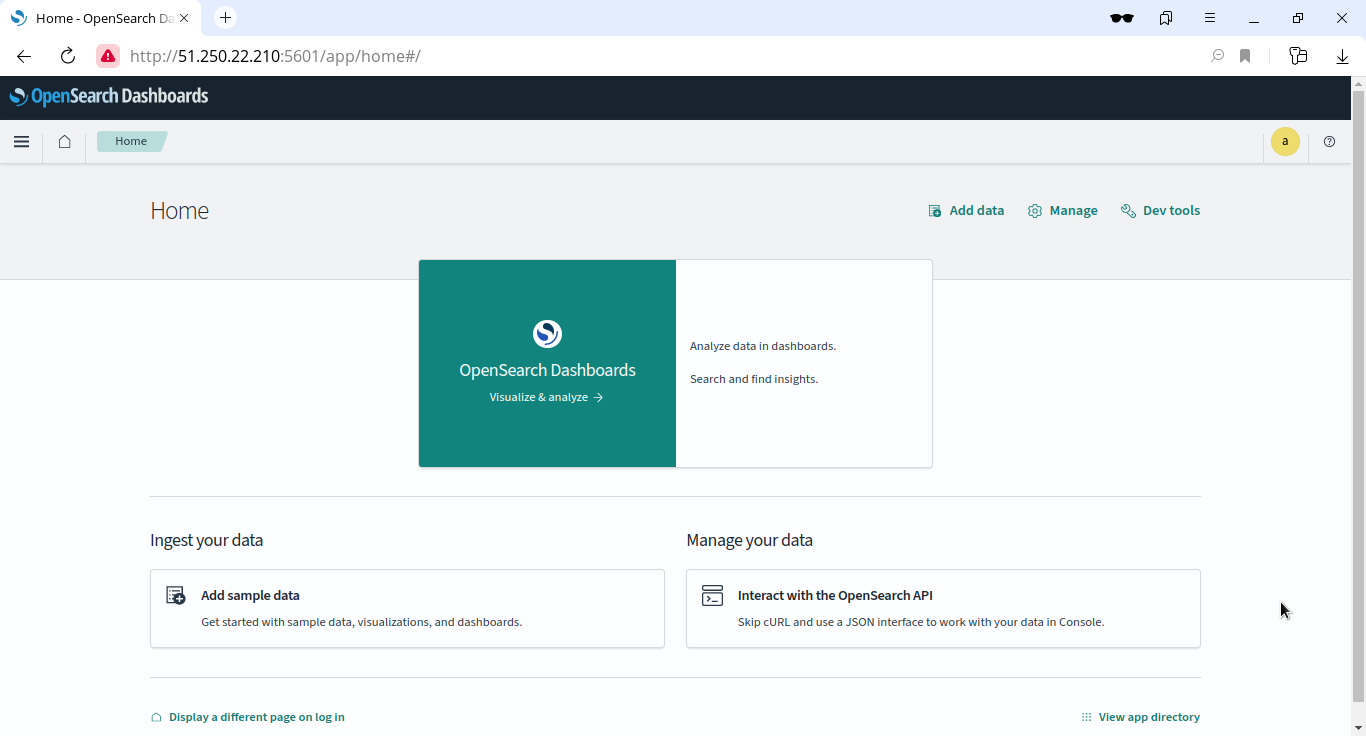 Home - OpenSearch Da
http://51.250.22.210:5601/app/home#/
OpenSearch Dashboards
Home
a
Home
Add data
Manage
Dev tools
OpenSearch Dashboards
Visualize & analyze
Analyze data in dashboards.
Search and find insights.
Ingest your data
Manage your data
Add sample data
Get started with sample data, visualizations, and dashboards.
Interact with the OpenSearch API
Skip cURL and use a JSON interface to work with your data in Console.
Display a different page on log in
View app directory